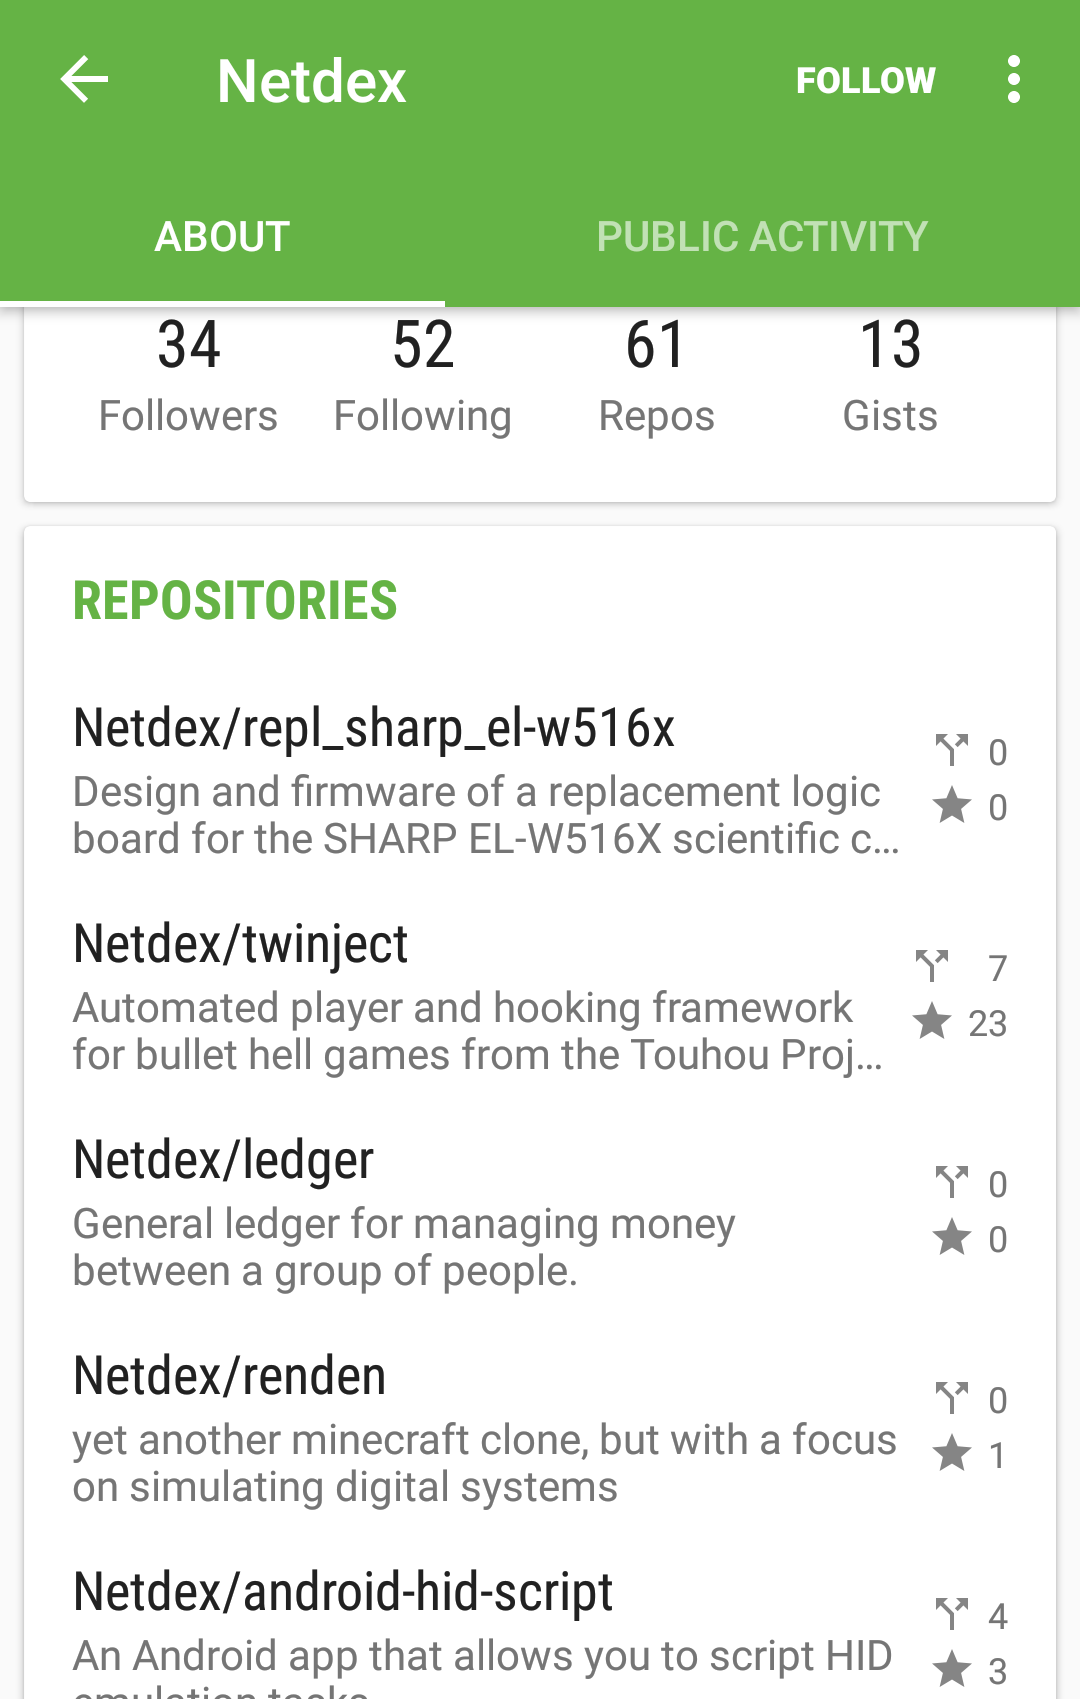 Netdex
FOLLOW
ABOUT
PUBLIC ACTIVITY
34
52
61
13
Followers
Following
Repos
Gists
REPOSITORIES
Netdex/repl_sharp_el-w516x
0
Design and firmware of a replacement logic
0
board for the SHARP EL-W516X scientific c...
Netdex/twinject
7
Automated player and hooking framework
23
for bullet hell games from the Touhou Proj...
Netdex/ledger
0
General ledger for managing money
0
between a group of people.
Netdex/renden
0
yet another minecraft clone, but with a focus
1
on simulating digital systems
Netdex/android-hid-script
4
An Android app that allows you to script HID
3
emulation tasks